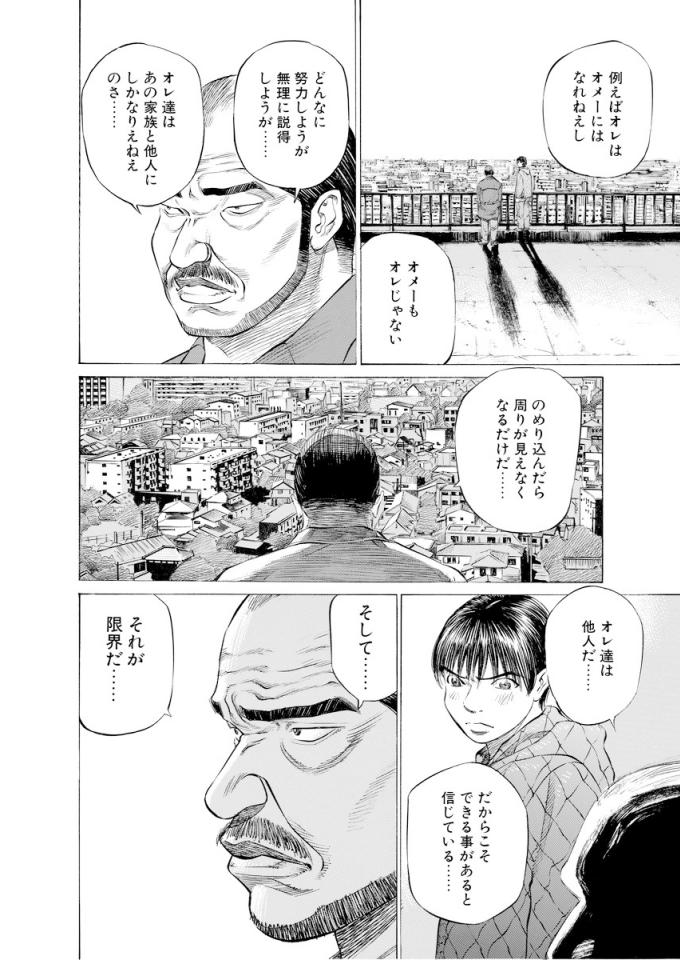 例えばオレは
オメーには
なれねえし
オメーも
オレじゃない
どんなに
努力しようが
無理に説得
しようが……
オレ達は
あの家族と他人に
しかなりえねえ
のさ……
のめり込んだら
周りが見えなく
なるだけだ……
オレ達は
他人だ……
だからこそ
できる事があると
信じている……
そして……
それが
限界だ……